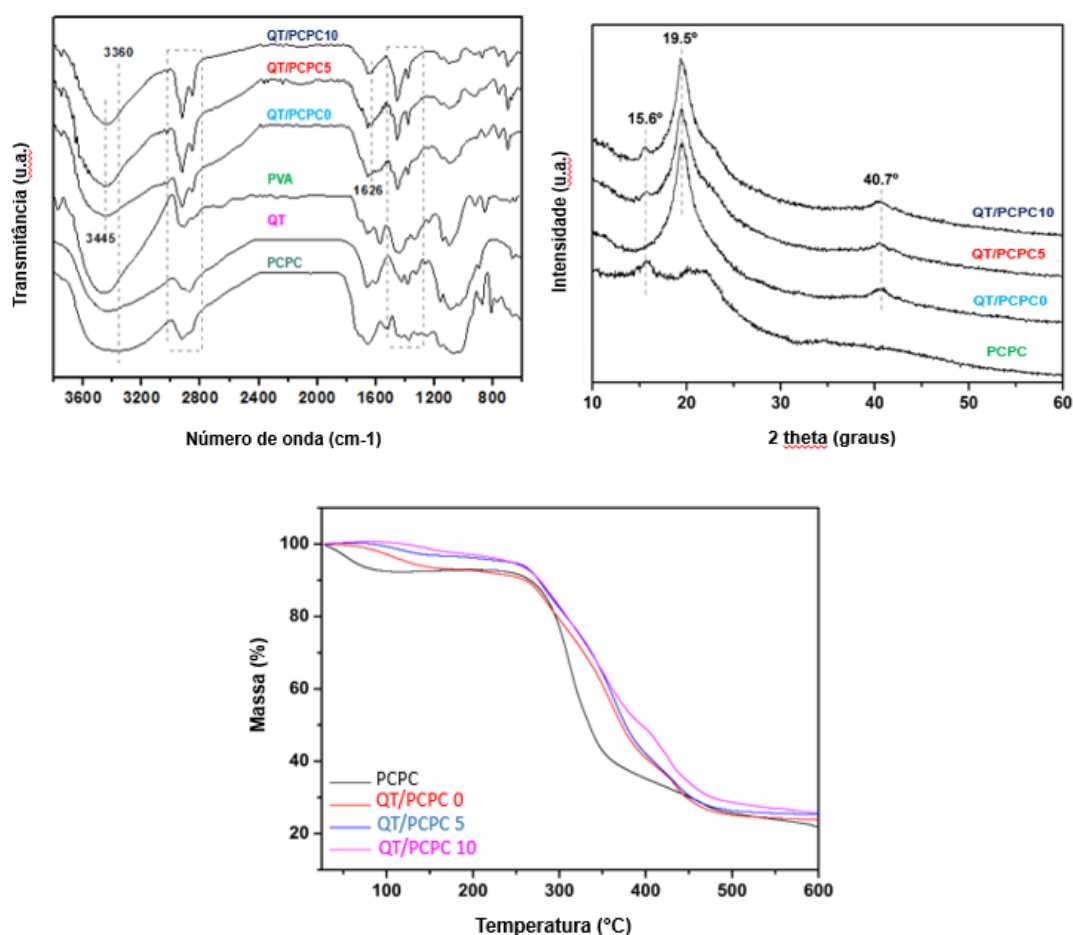 3360
QT/PCPC10
QT/PCPC5
QT/PCPC0
PVA
1626
QT
3445
PCPC
Transmitância (u.a.)
3600 2800 2000 1600 1200 800
Número de onda (cm-1)
19.5º
15.6º
40.7º
QT/PCPC10
QT/PCPC5
QT/PCPC0
PCPC
Intensidade (u.a.)
10 20 30 40 50 60
2 theta (graus)
100
80
60
40
20
Massa (%)
PCPC
QT/PCPC 0
QT/PCPC 5
QT/PCPC 10
100 200 300 400 500 600
Temperatura (°C)